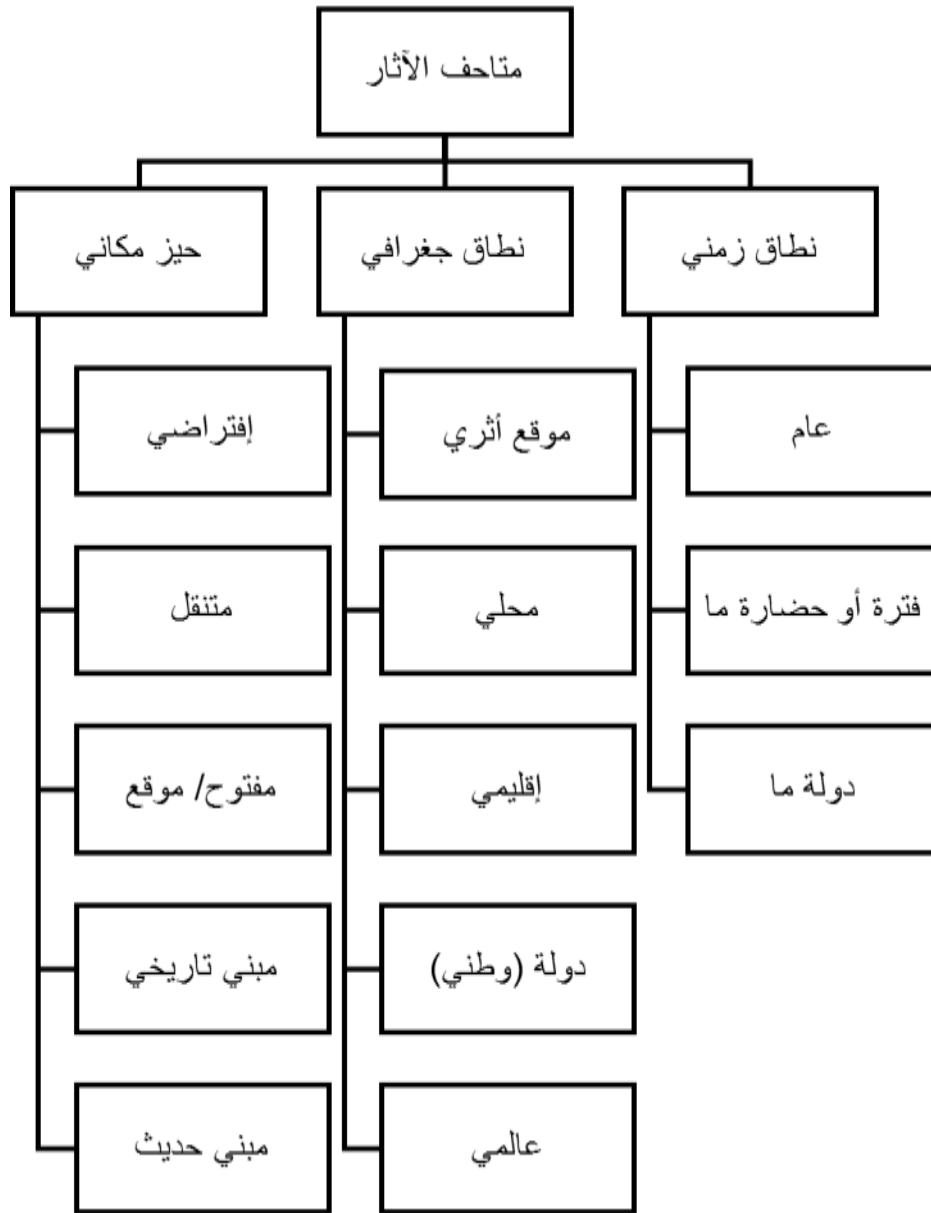 متاحف الآثار
نطاق زمني
عام
فترة أو حضارة ما
دولة ما
نطاق جغرافي
موقع أثري
محلي
إقليمي
دولة (وطني)
عالمي
حيز مكاني
إفتراضي
متنقل
مفتوح/ موقع
مبني تاريخي
مبني حديث